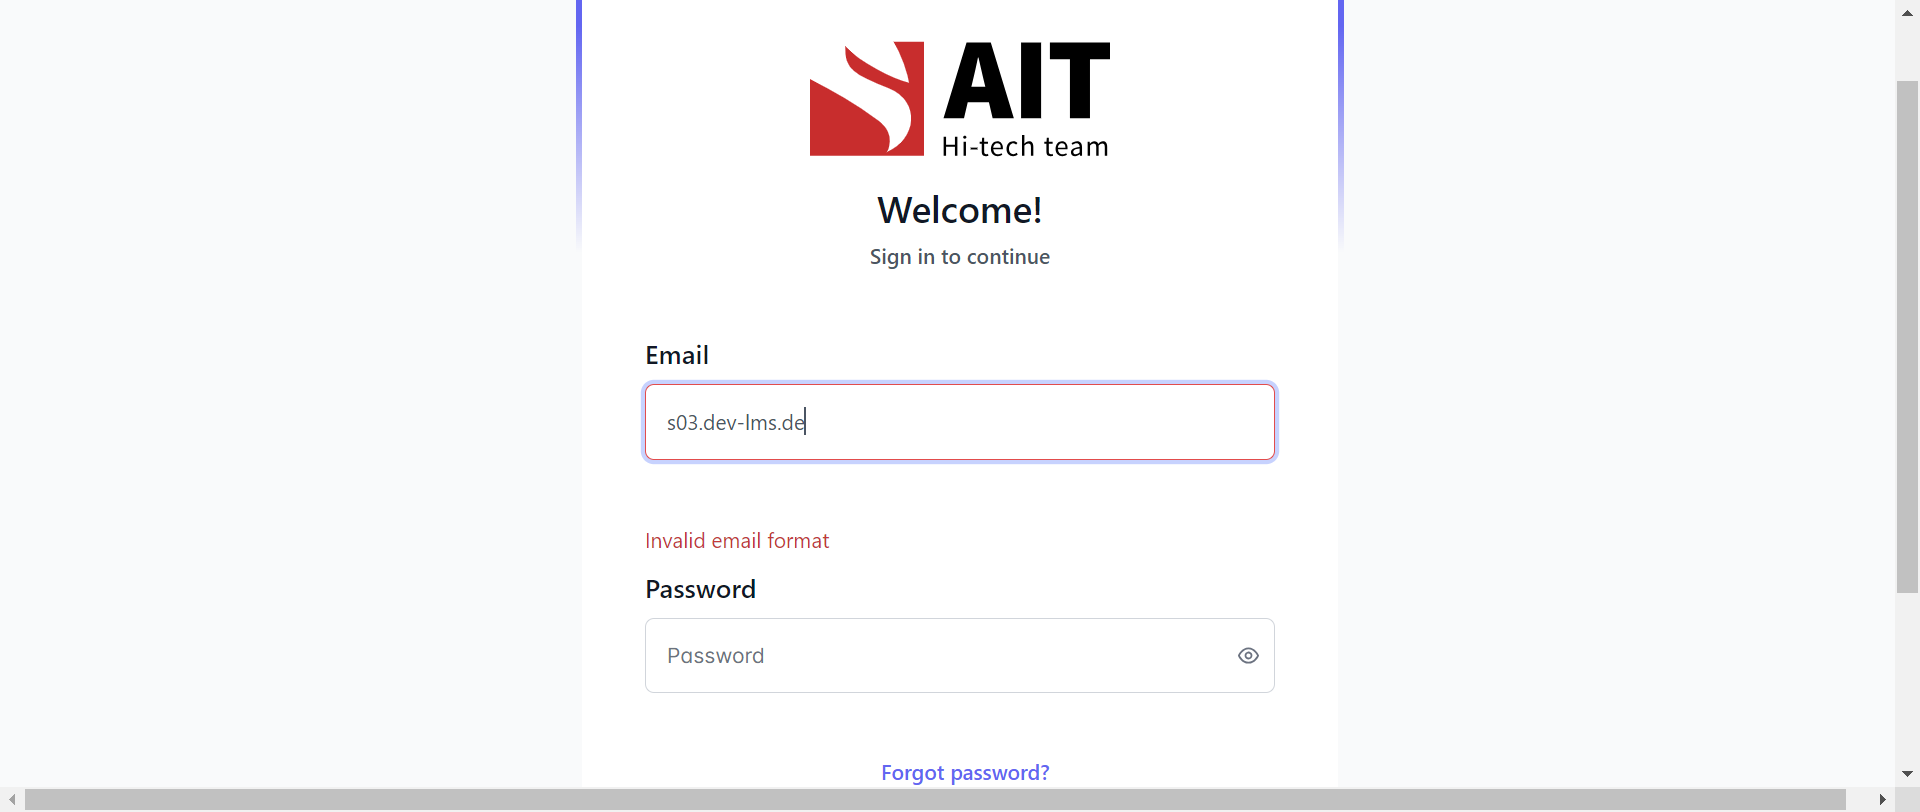 AIT
Hi-tech team
Welcome!
Sign in to continue
Email
s03.dev-lms.de
Invalid email format
Password
Password
Forgot password?